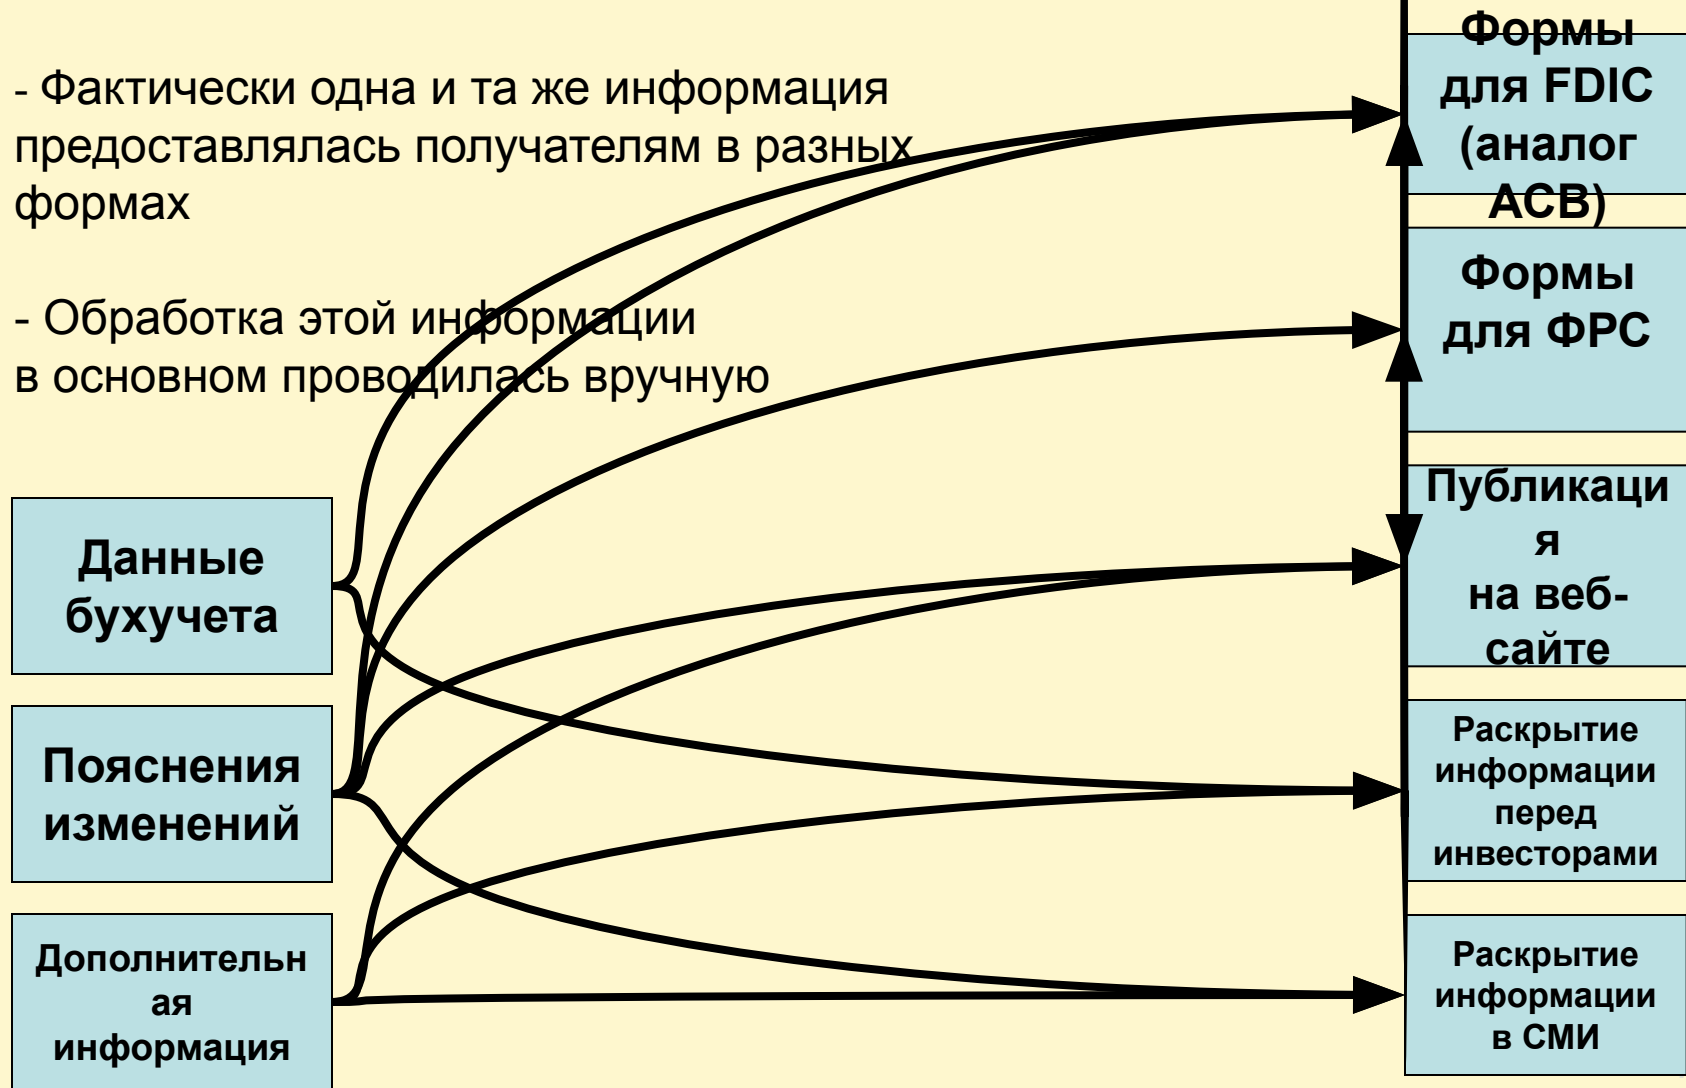 - Фактически одна и та же информация
предоставлялась получателям в разных
формах
- Обработка этой информации
в основном проводилась вручную
Данные
бухучета
Пояснения
изменений
Дополнительн
ая
информация
Формы
для FDIC
(аналог
АСВ)
Формы
для ФРС
Публикаци
я
на веб-
сайте
Раскрытие
информации
перед
инвесторами
Раскрытие
информации
в СМИ